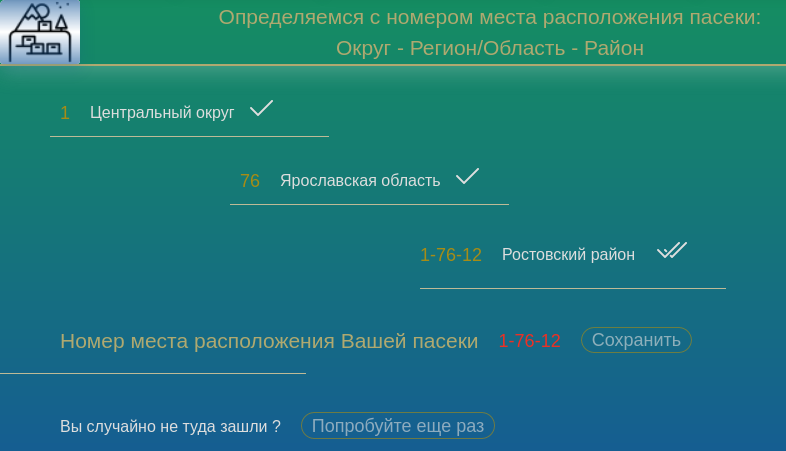 Определяемся с номером места расположения пасеки:
Округ - Регион/Область - Район
1 Центральный округ
76 Ярославская область
1-76-12 Ростовский район
Номер места расположения Вашей пасеки 1-76-12 Сохранить
Вы случайно не туда зашли ? Попробуйте еще раз